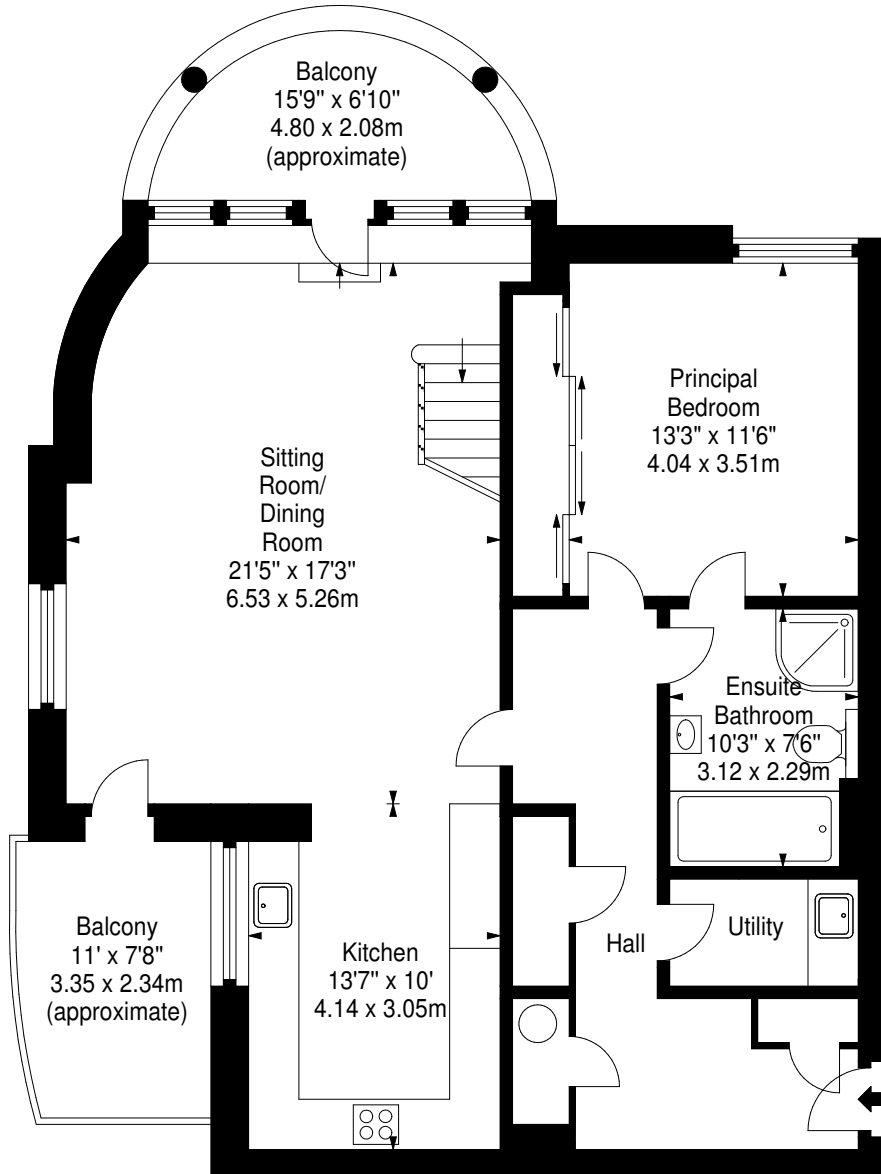 Balcony
15'9" x 6'10"
4.80 x 2.08m
(approximate)
Principal
Bedroom
13'3" x 11'6"
4.04 x 3.51m
Sitting
Room/
Dining
Room
21'5" x 17'3"
6.53 x 5.26m
Ensuite
Bathroom
10'3" x 7'6"
3.12 x 2.29m
Balcony
11' x 7'8"
3.35 x 2.34m
(approximate)
Kitchen
13'7" x 10'
4.14 x 3.05m
Hall
Utility